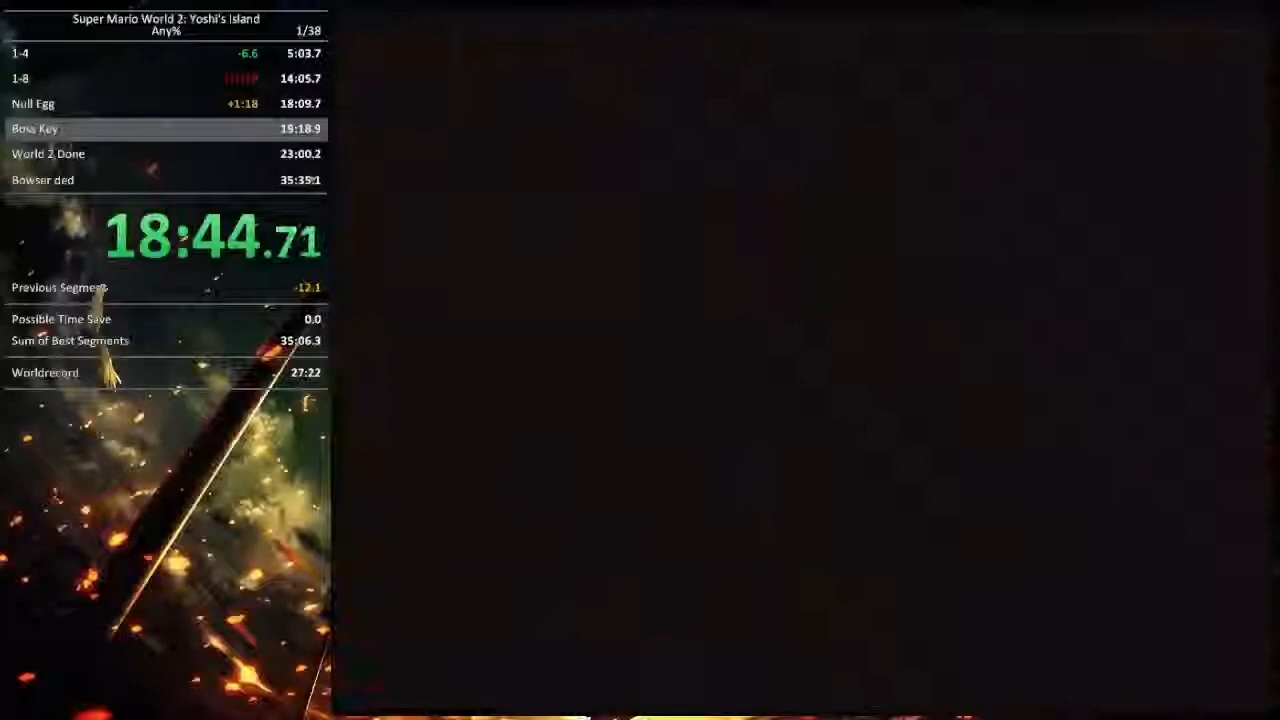 Super Mario World 2: Yoshi's Island
Any% 1/38
1-4 -6.6 5:03.7
1-8 14:05.7
Null Egg +1:18 18:09.7
Boss Key 19:18.9
World 2 Done 23:00.2
Bowser ded 35:35.1
18:44.71
Previous Segment -12.1
Possible Time Save 0.0
Sum of Best Segments 35:06.3
Worldrecord 27:22